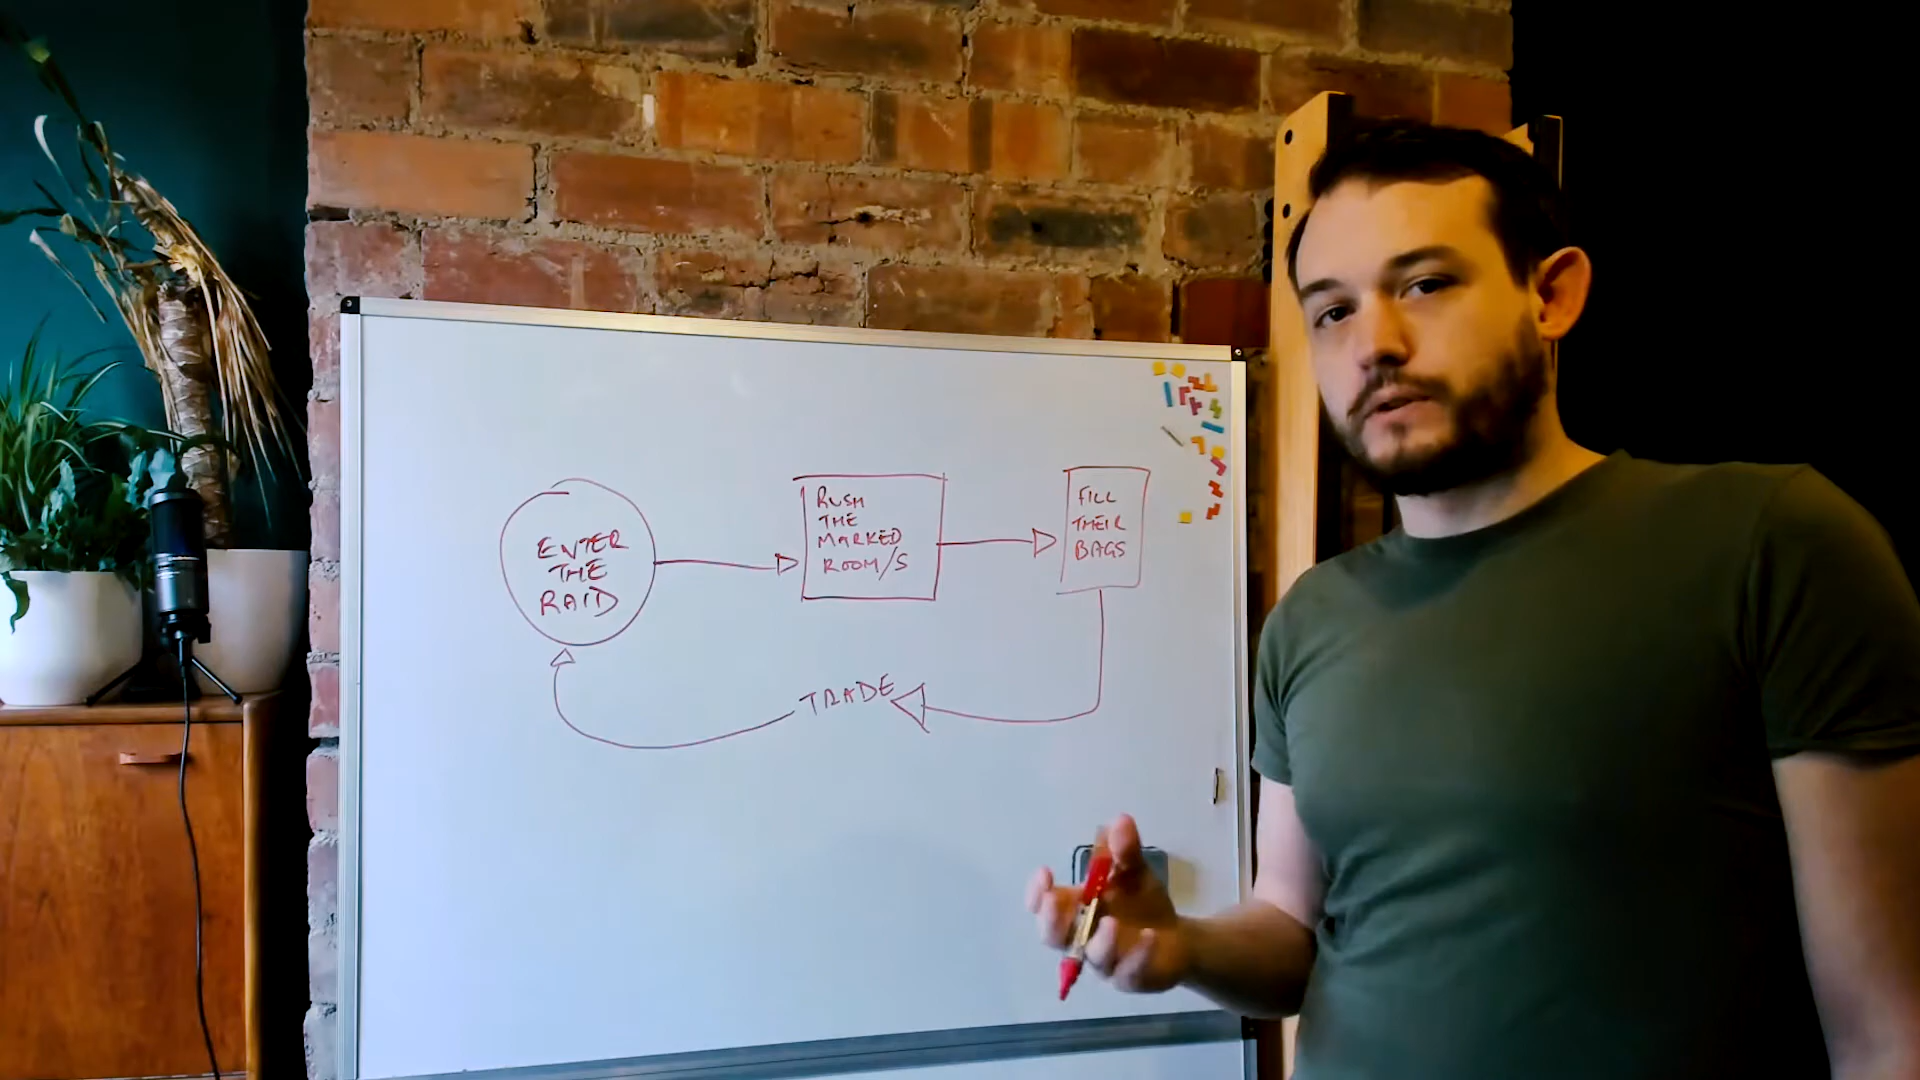 ENTER
THE
RAID
RUSH
THE
MARKED
ROOM/S
FILL
THEIR
BAGS
TRADE